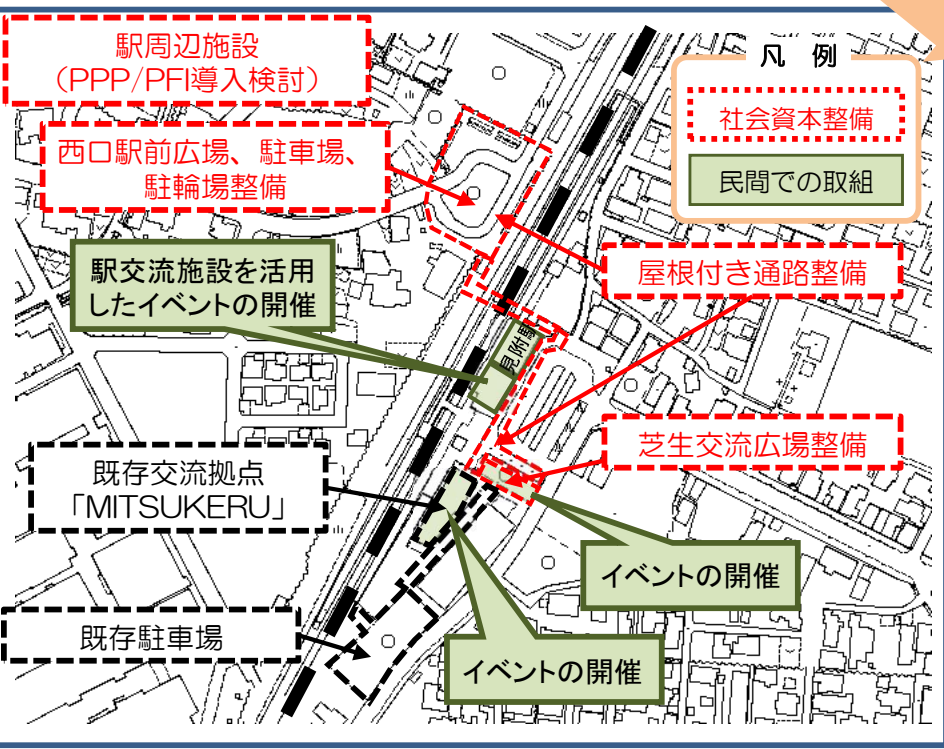 駅周辺施設
（PPP/PFI導入検討）
凡 例
社会資本整備
民間での取組
西口駅前広場、駐車場、
駐輪場整備
駅交流施設を活用
したイベントの開催
屋根付き通路整備
見附駅
芝生交流広場整備
既存交流拠点
「MITSUKERU」
イベントの開催
既存駐車場
イベントの開催